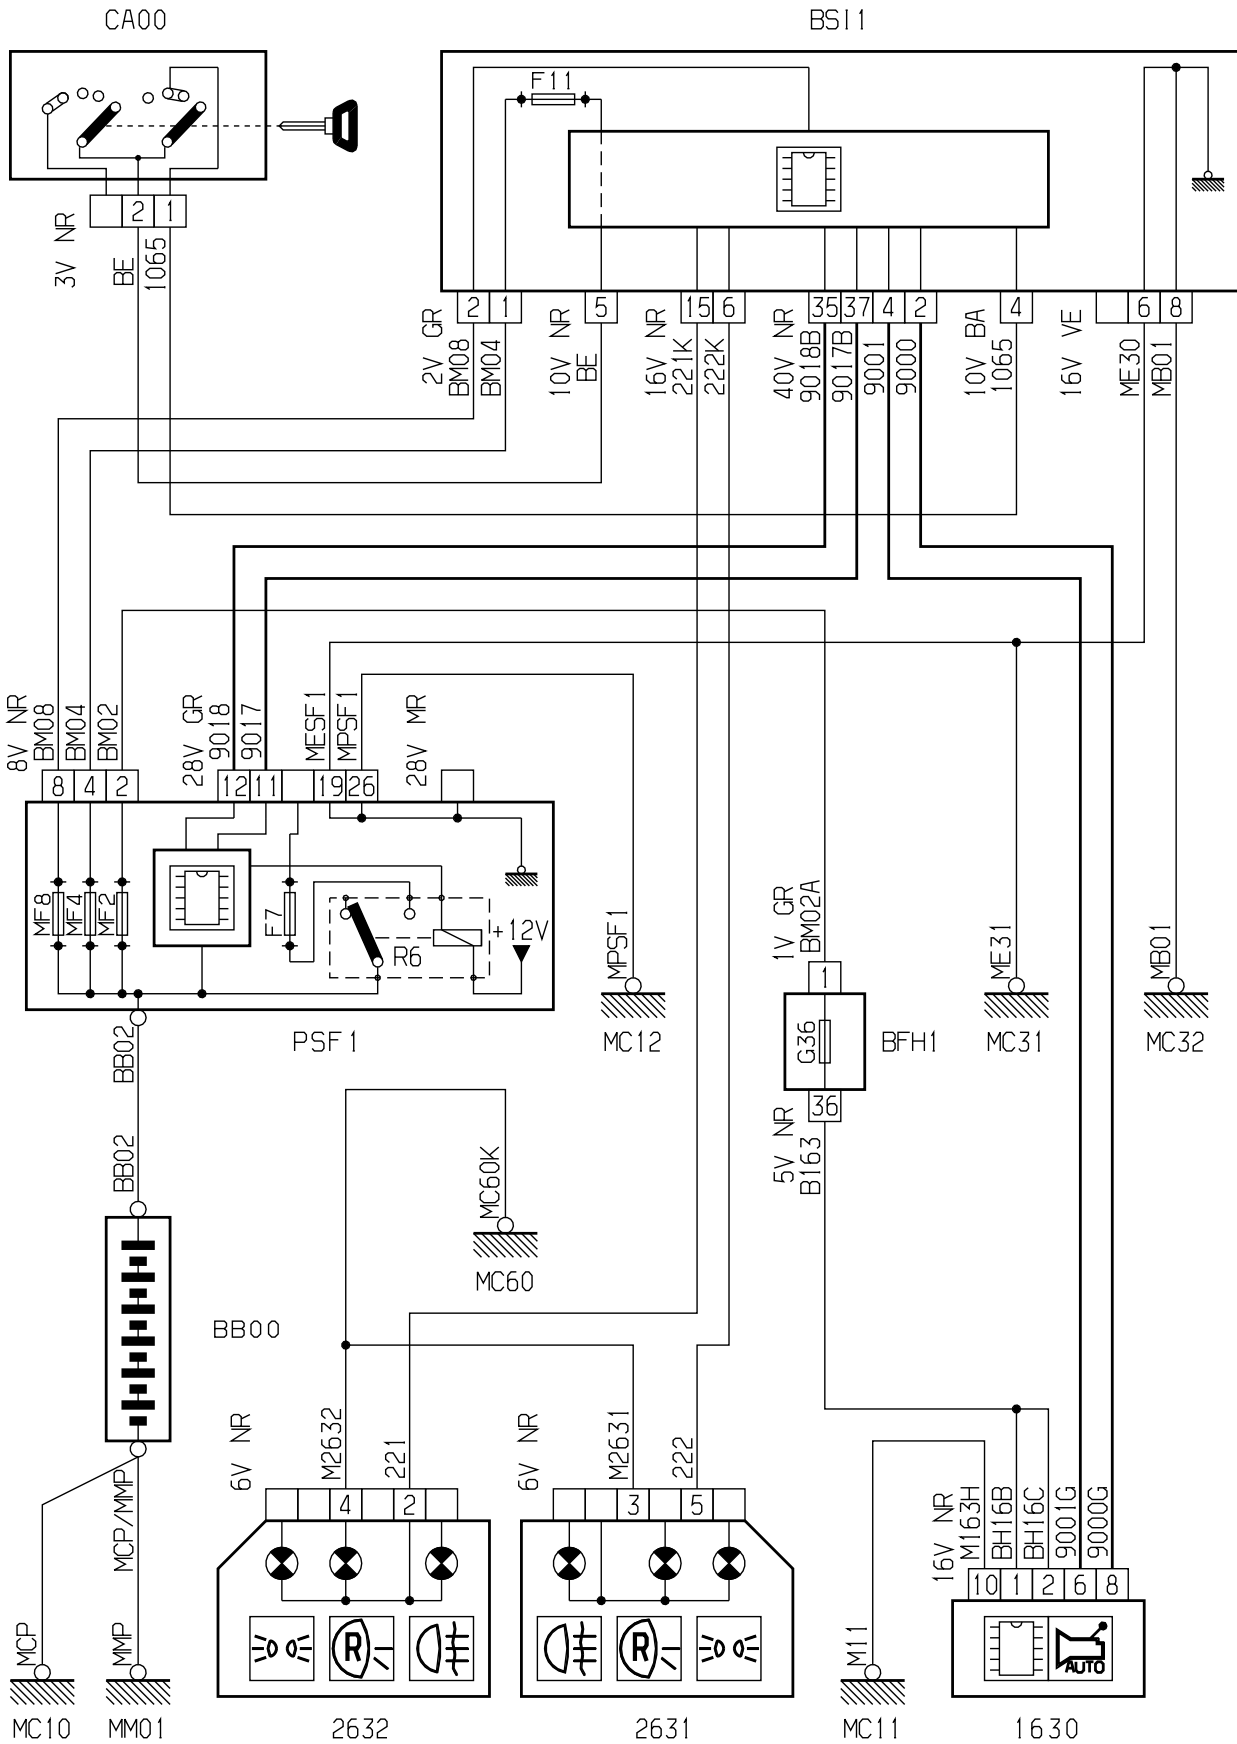 CA00
BSI1
F11
2
1
3V NR
BE
1065
2
1
5
15
6
35
37
4
2
4
6
8
2V GR
BM08
BM04
10V NR
BE
16V NR
221K
222K
40V NR
9018B
9017B
9001
9000
10V BA
1065
16V VE
ME30
MB01
8V NR
BM08
BM04
BM02
28V GR
9018
9017
MESF1
MPSF1
28V MR
8
4
2
12
11
19
26
MF8
MF4
MF2
F7
R6
+12V
PSF1
MPSF1
MC12
1V GR
BM02A
1
G36
BFH1
36
5V NR
B163
ME31
MC31
MB01
MC32
BB02
BB02
MC60K
MC60
BB00
6V NR
M2632
221
6V NR
M2631
222
4
2
3
5
16V NR
M163H
BH16B
BH16C
9001G
9000G
10
1
2
6
8
MCP/MMP
MCP
MMP
M11
R
R
AUTO
MC10
MM01
2632
2631
MC11
1630